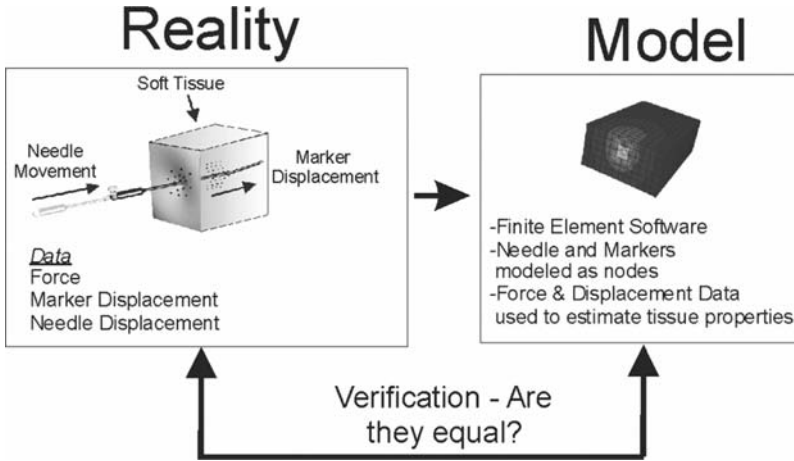 Reality
Soft Tissue
Needle
Movement
Marker
Displacement
Data
Force
Marker Displacement
Needle Displacement
Model
-Finite Element Software
-Needle and Markers
modeled as nodes
-Force & Displacement Data
used to estimate tissue properties
Verification - Are
they equal?